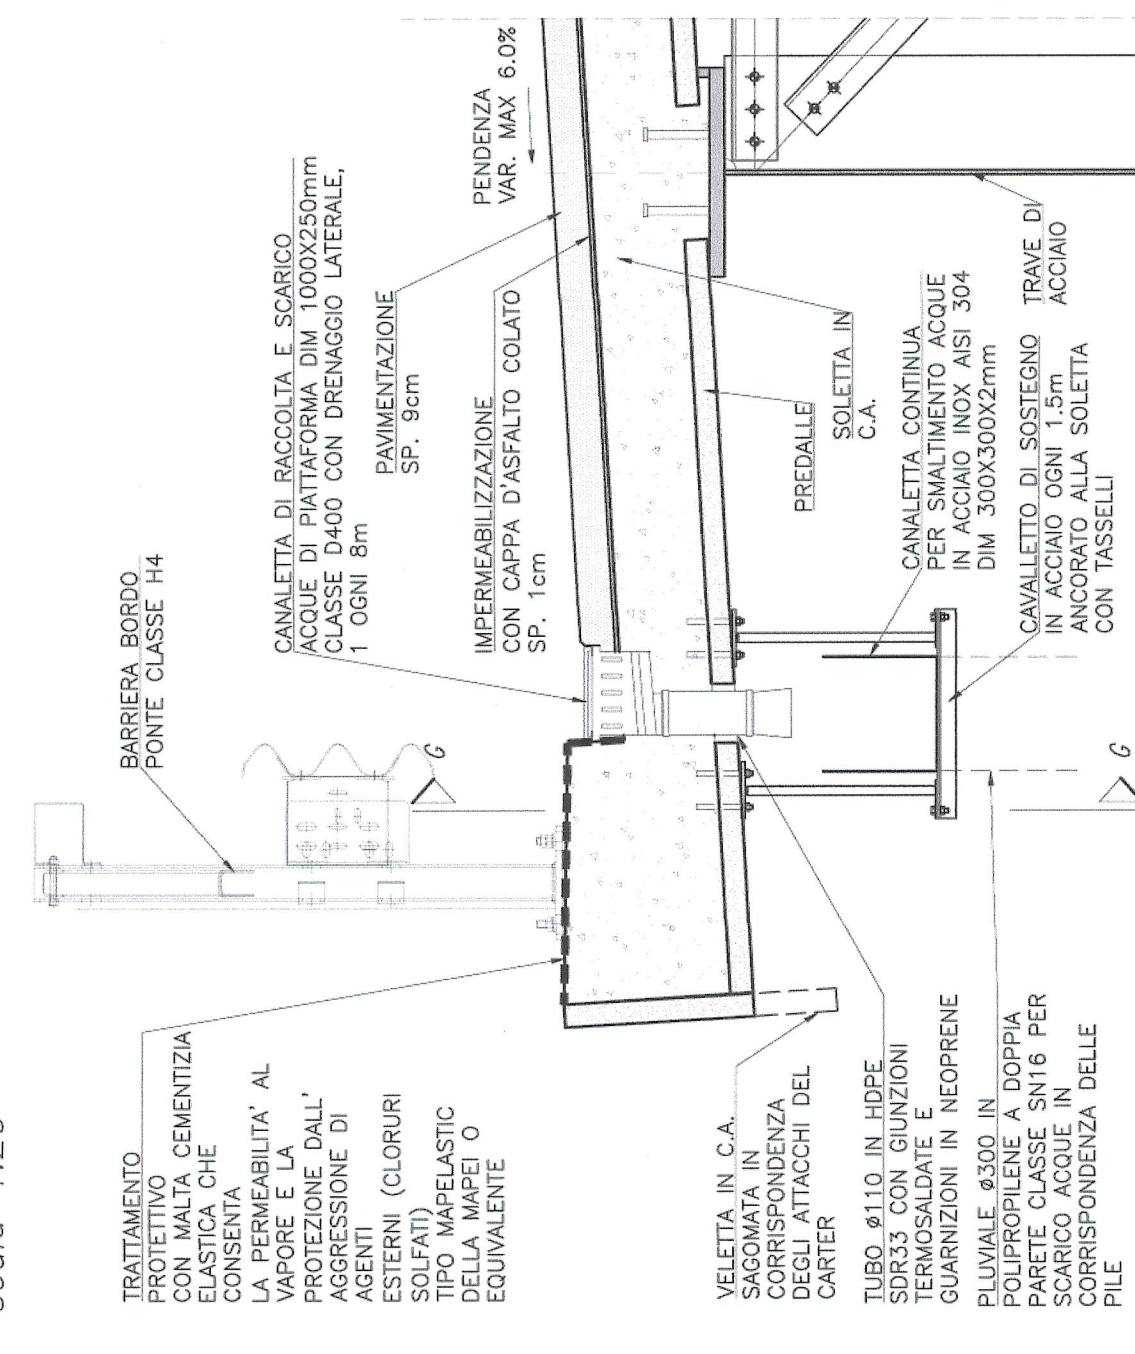 TRATTAMENTO
PROTETTIVO
CON MALTA CEMENTIZIA
ELASTICA CHE
CONSENTA
LA PERMEABILITA' AL
VAPORE E LA
PROTEZIONE DALL'
AGGRESSIONE DI
AGENTI
ESTERNI (CLORURI
SOLFATI)
TIPO MAPELASTIC
DELLA MAPEI O
EQUIVALENTE
BARRIERA BORDO
PONTE CLASSE H4
CANALETTA DI RACCOLTA E SCARICO
ACQUE DI PIATTAFORMA DIM 1000X250mm
CLASSE D400 CON DRENAGGIO LATERALE,
1 OGNI 8m
PAVIMENTAZIONE
SP. 9cm
PENDENZA
VAR. MAX 6.0%
IMPERMEABILIZZAZIONE
CON CAPPA D'ASFALTO COLATO
SP. 1cm
G
VELETTA IN C.A.
SAGOMATA IN
CORRISPONDENZA
DEGLI ATTACCHI DEL
CARTER
TUBO ø110 IN HDPE
SDR33 CON GIUNZIONI
TERMOSALDATE E
GUARNIZIONI IN NEOPRENE
PLUVIALE ø300 IN
POLIPROPILENE A DOPPIA
PARETE CLASSE SN16 PER
SCARICO ACQUE IN
CORRISPONDENZA DELLE
PILE
PREDALLE
SOLETTA IN
C.A.
CANALETTA CONTINUA
PER SMALTIMENTO ACQUE
IN ACCIAIO INOX AISI 304
DIM 300X300X2mm
CAVALLETTO DI SOSTEGNO
IN ACCIAIO OGNI 1.5m
ANCORATO ALLA SOLETTA
CON TASSELLI
TRAVE DI
ACCIAIO
G